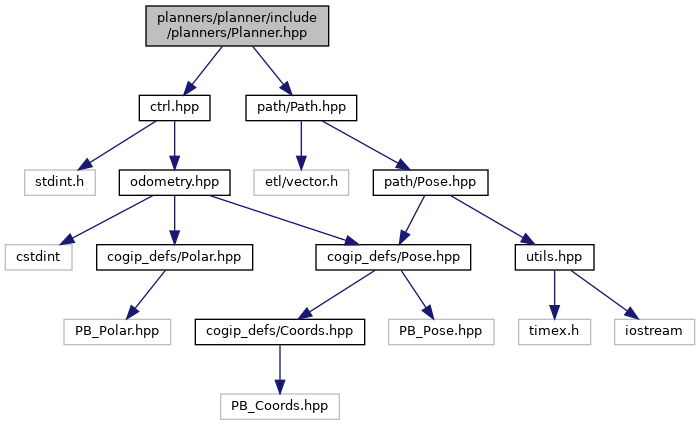 planners/planner/include
/planners/Planner.hpp
ctrl.hpp
path/Path.hpp
stdint.h
odometry.hpp
etl/vector.h
path/Pose.hpp
cstdint
cogip_defs/Polar.hpp
cogip_defs/Pose.hpp
utils.hpp
PB_Polar.hpp
cogip_defs/Coords.hpp
PB_Pose.hpp
timex.h
iostream
PB_Coords.hpp